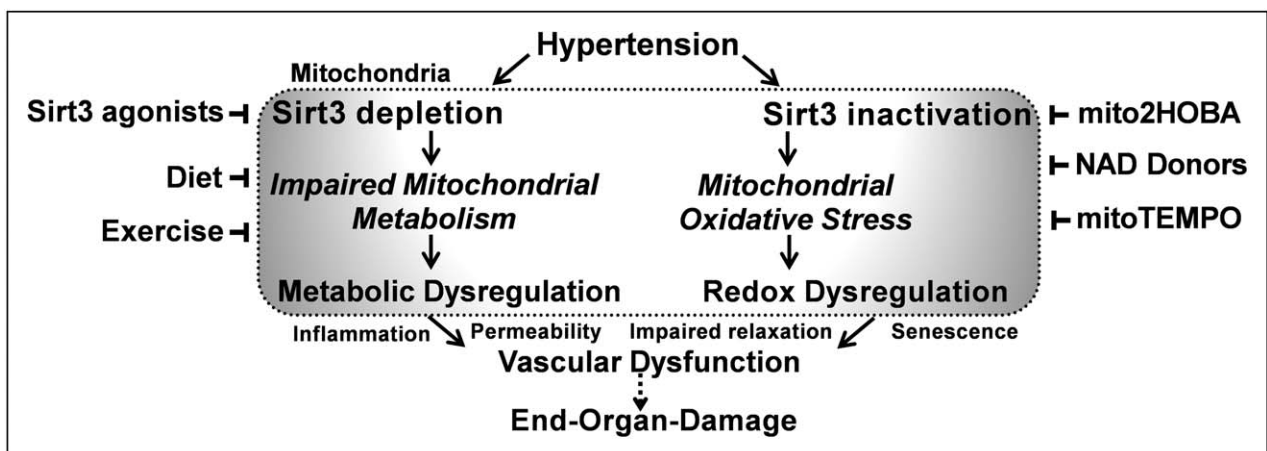 Hypertension
Mitochondria
Sirt3 agonists
Sirt3 depletion
Sirt3 inactivation
mito2HOBA
Diet
Impaired Mitochondrial
Metabolism
Mitochondrial
Oxidative Stress
NAD Donors
Exercise
mitoTEMPO
Metabolic Dysregulation
Redox Dysregulation
Inflammation
Permeability
Impaired relaxation
Senescence
Vascular Dysfunction
End-Organ-Damage